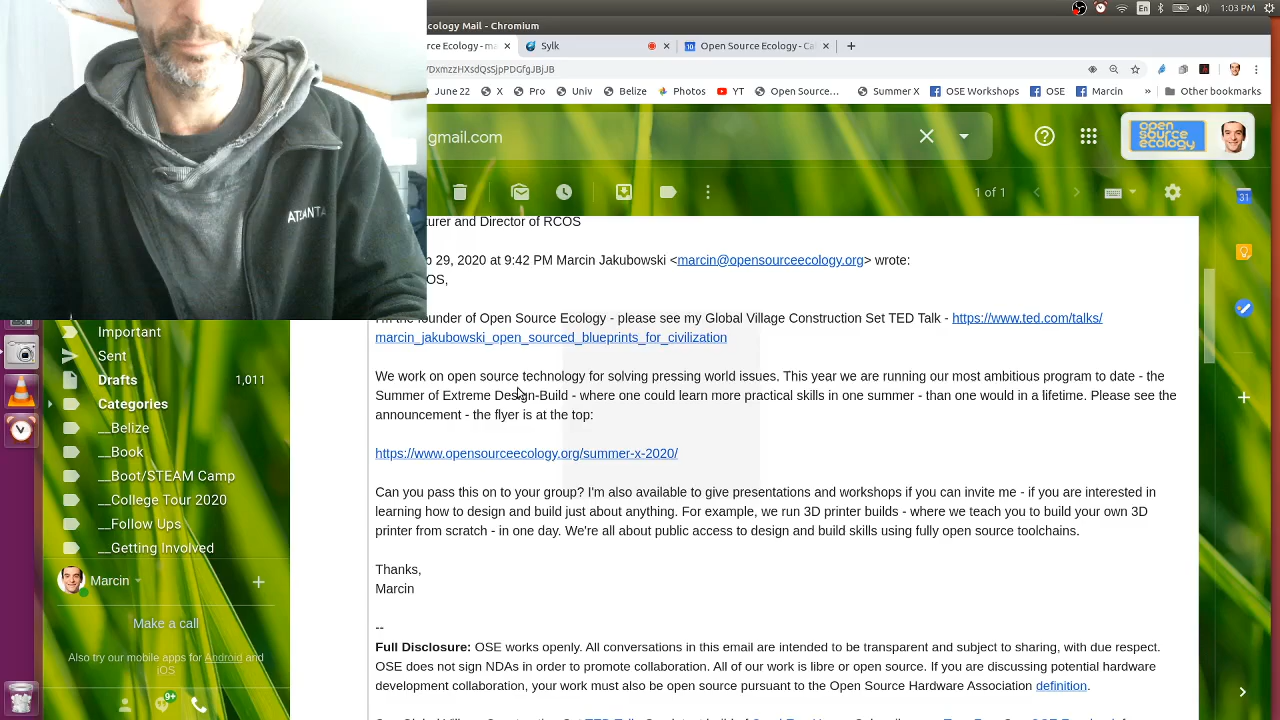 En
1:03 PM
cology Mail - Chromium
rce Ecology - ma
Sylk
10
Open Source Ecology - Ca
/DxmzzHXsdQsSjpPDGfgJBJB
June 22
X
Pro
Univ
Belize
Photos
YT
Open Source…
Summer X
OSE Workshops
OSE
Marcin
»
Other bookmarks
gmail.com
open
source
ecology
ATLANTA
1 of 1
31
urer and Director of RCOS
29, 2020 at 9:42 PM Marcin Jakubowski <marcin@opensourceecology.org> wrote:
OS,
I'm the founder of Open Source Ecology - please see my Global Village Construction Set TED Talk - https://www.ted.com/talks/
marcin_jakubowski_open_sourced_blueprints_for_civilization
We work on open source technology for solving pressing world issues. This year we are running our most ambitious program to date - the
Summer of Extreme Design-Build - where one could learn more practical skills in one summer - than one would in a lifetime. Please see the
announcement - the flyer is at the top:
https://www.opensourceecology.org/summer-x-2020/
Can you pass this on to your group? I'm also available to give presentations and workshops if you can invite me - if you are interested in
learning how to design and build just about anything. For example, we run 3D printer builds - where we teach you to build your own 3D
printer from scratch - in one day. We're all about public access to design and build skills using fully open source toolchains.
Thanks,
Marcin
--
Full Disclosure: OSE works openly. All conversations in this email are intended to be transparent and subject to sharing, with due respect.
OSE does not sign NDAs in order to promote collaboration. All of our work is libre or open source. If you are discussing potential hardware
development collaboration, your work must also be open source pursuant to the Open Source Hardware Association definition.
Important
Sent
Drafts
1,011
Categories
__Belize
__Book
__Boot/STEAM Camp
__College Tour 2020
__Follow Ups
__Getting Involved
Marcin
Make a call
Also try our mobile apps for Android and
iOS
9+